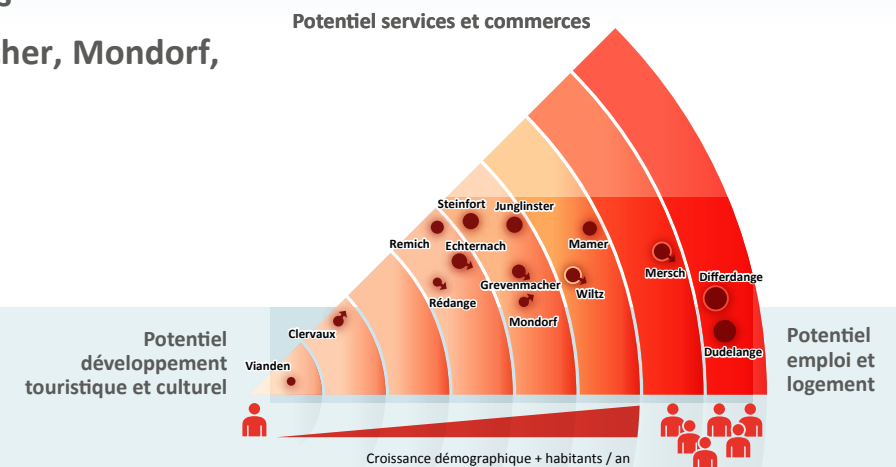 Potentiel services et commerces
cher, Mondorf,
Steinfort
Junglinster
Remich
Echternach
Mamer
Grevenmacher
Mersch
Differdange
Rédange
Wiltz
Mondorf
Clervaux
Dudelange
Vianden
Potentiel
développement
touristique et culturel
Potentiel
emploi et
logement
Croissance démographique + habitants / an